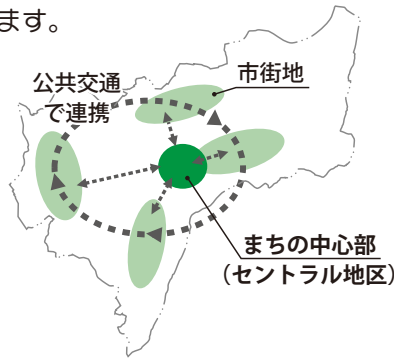 ます。
公共交通
で連携
市街地
まちの中心部
（セントラル地区）